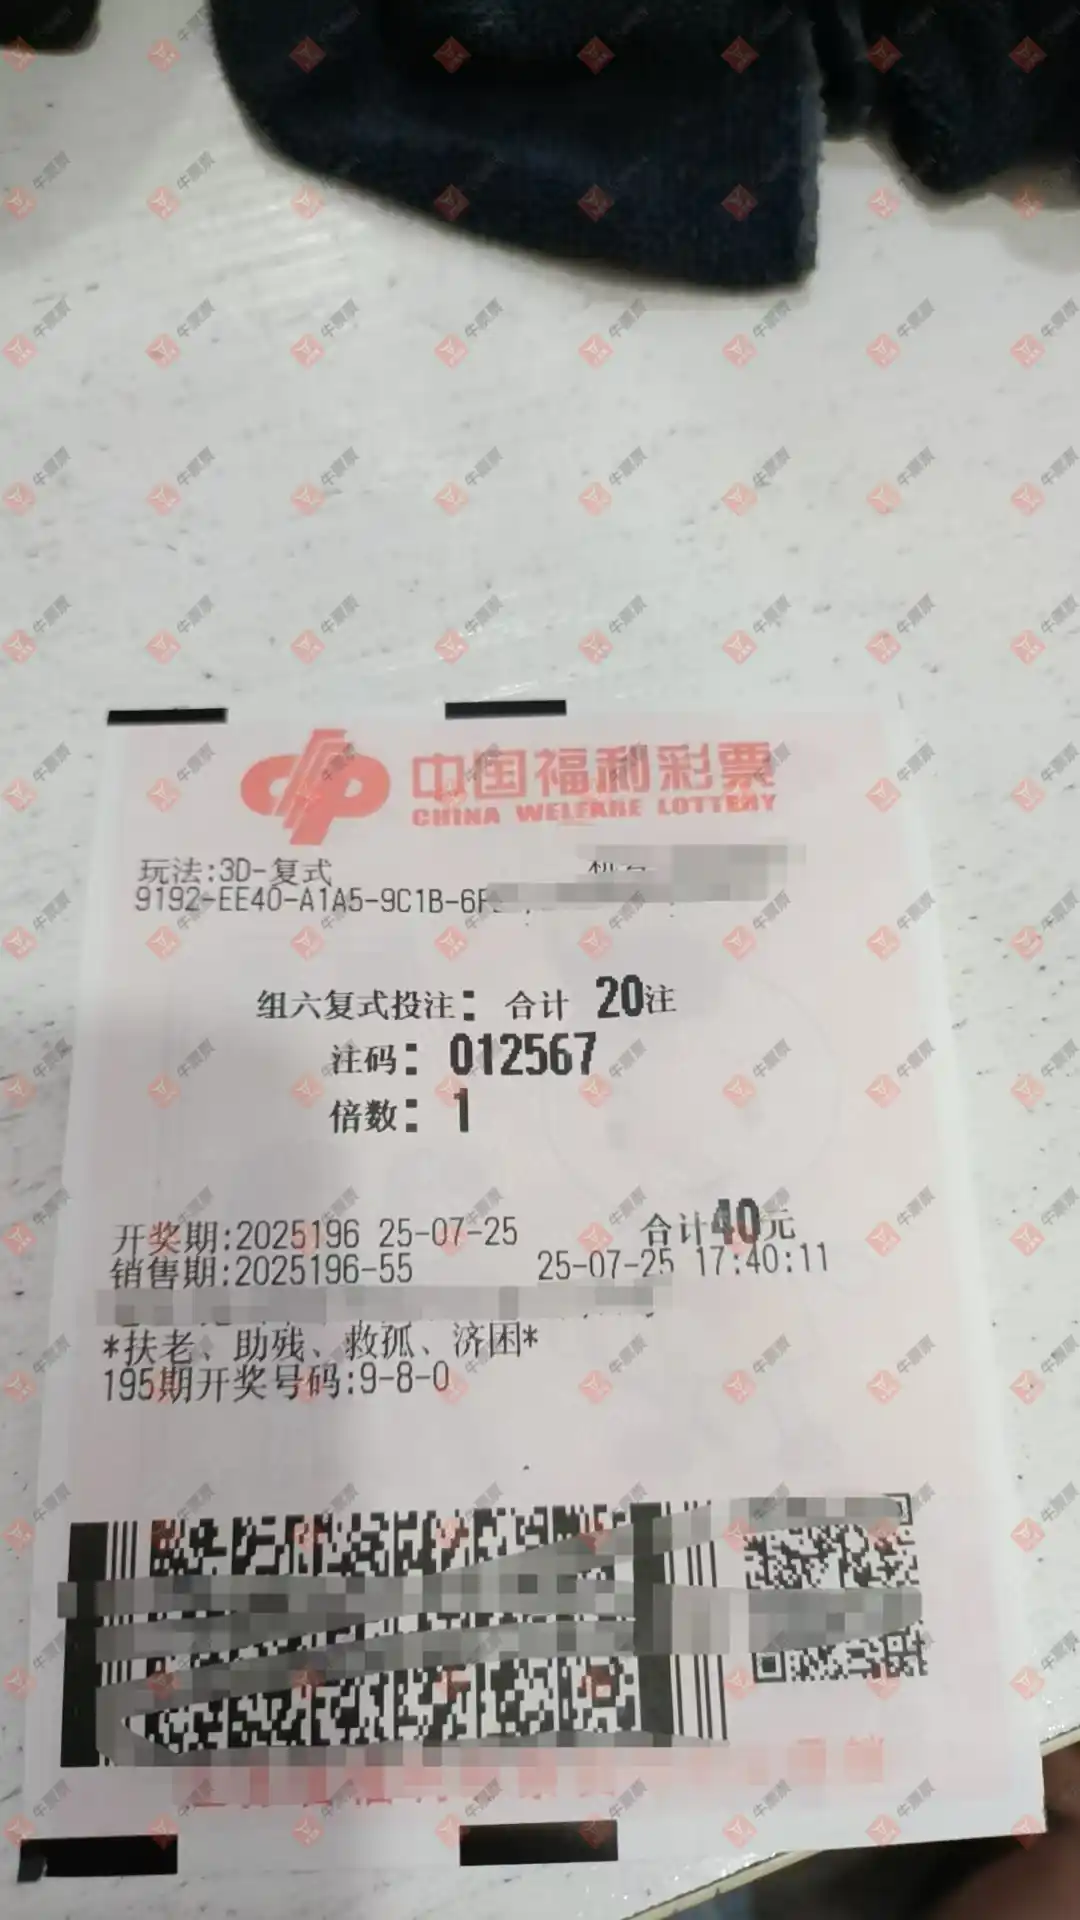 中国福利彩票
CHINA WELFARE LOTTERY
玩法:3D-复式
9192-EE40-A1A5-9C1B-6F
组六复式投注: 合计 20注
注码: 012567
倍数: 1
开奖期:2025196 25-07-25 合计40元
销售期:2025196-55 25-07-25 17:40:11
*扶老、助残、救孤、济困*
195期开奖号码:9-8-0
牛票票